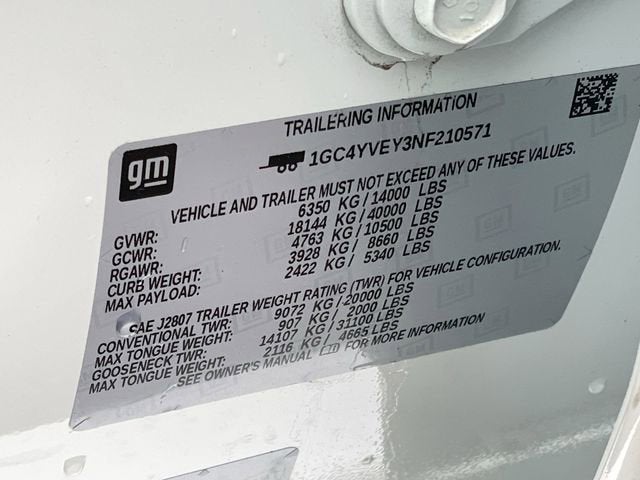 TRAILERING INFORMATION
gm
1GC4YVEY3NF210571
VEHICLE AND TRAILER MUST NOT EXCEED ANY OF THESE VALUES.
GVWR: 6350 KG / 14000 LBS
GCWR: 18144 KG / 40000 LBS
RGAWR: 4763 KG / 10500 LBS
CURB WEIGHT: 3928 KG / 8660 LBS
MAX PAYLOAD: 2422 KG / 5340 LBS
SAE J2807 TRAILER WEIGHT RATING (TWR) FOR VEHICLE CONFIGURATION.
CONVENTIONAL TWR: 9072 KG / 20000 LBS
MAX TONGUE WEIGHT: 907 KG / 2000 LBS
GOOSENECK TWR: 14107 KG / 31100 LBS
MAX TONGUE WEIGHT: 2116 KG / 4665 LBS
SEE OWNER'S MANUAL FOR MORE INFORMATION